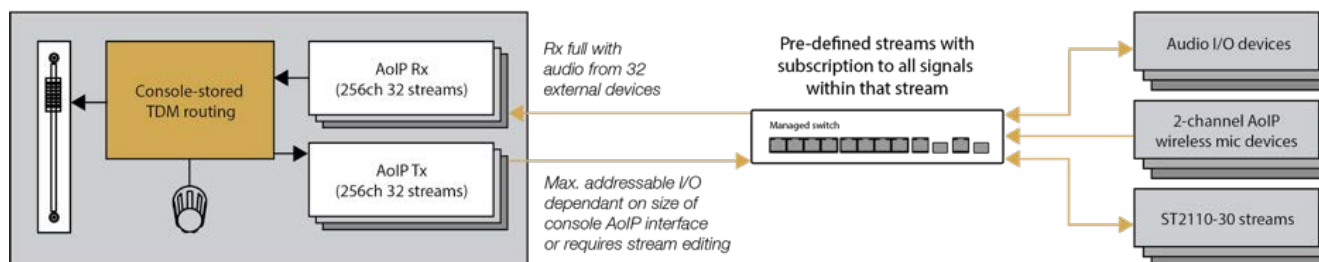 Console-stored
TDM routing
AoIP Rx
(256ch 32 streams)
AoIP Tx
(256ch 32 streams)
Rx full with
audio from 32
external devices
Max. addressable I/O
dependant on size of
console AoIP interface
or requires stream editing
Pre-defined streams with
subscription to all signals
within that stream
Managed switch
Audio I/O devices
2-channel AoIP
wireless mic devices
ST2110-30 streams